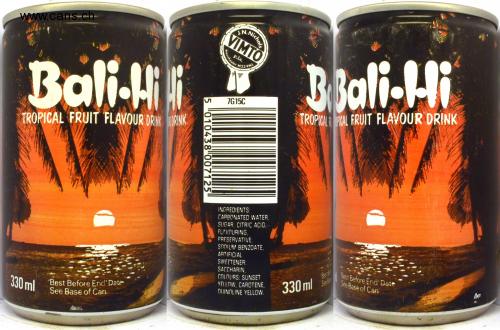 www.cans.ch
Bali-Hi
TROPICAL FRUIT FLAVOUR DRINK
330 ml
'Best Before End' Date
See Base of Can.
J.N. Nichols
VIMTO
7G15C
5 010438 007125
INGREDIENTS:
CARBONATED WATER,
SUGAR, CITRIC ACID,
FLAVOURING,
PRESERVATIVE
SODIUM BENZOATE,
ARTIFICIAL
SWEETENER
SACCHARIN,
COLOURS: SUNSET
YELLOW, CAROTENE,
QUINOLINE YELLOW.
330 ml
Bali-Hi
TROPICAL FRUIT FLAVOUR DRINK
'Best Before End' Date
See Base of Can.